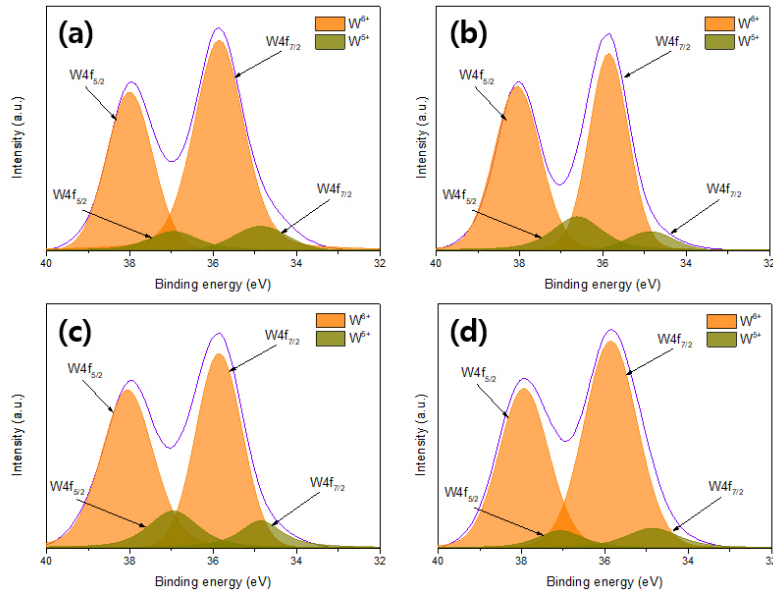 (a)
W⁶⁺
W⁵⁺
W4f₇/₂
W4f₅/₂
W4f₅/₂
W4f₇/₂
Intensity (a.u.)
40 38 36 34 32
Binding energy (eV)
(b)
W⁶⁺
W⁵⁺
W4f₇/₂
W4f₅/₂
W4f₅/₂
W4f₇/₂
Intensity (a.u.)
40 38 36 34 32
Binding energy (eV)
(c)
W⁶⁺
W⁵⁺
W4f₇/₂
W4f₅/₂
W4f₅/₂
W4f₇/₂
Intensity (a.u.)
40 38 36 34 32
Binding energy (eV)
(d)
W⁶⁺
W⁵⁺
W4f₇/₂
W4f₅/₂
W4f₅/₂
W4f₇/₂
Intensity (a.u.)
40 38 36 34 32
Binding energy (eV)